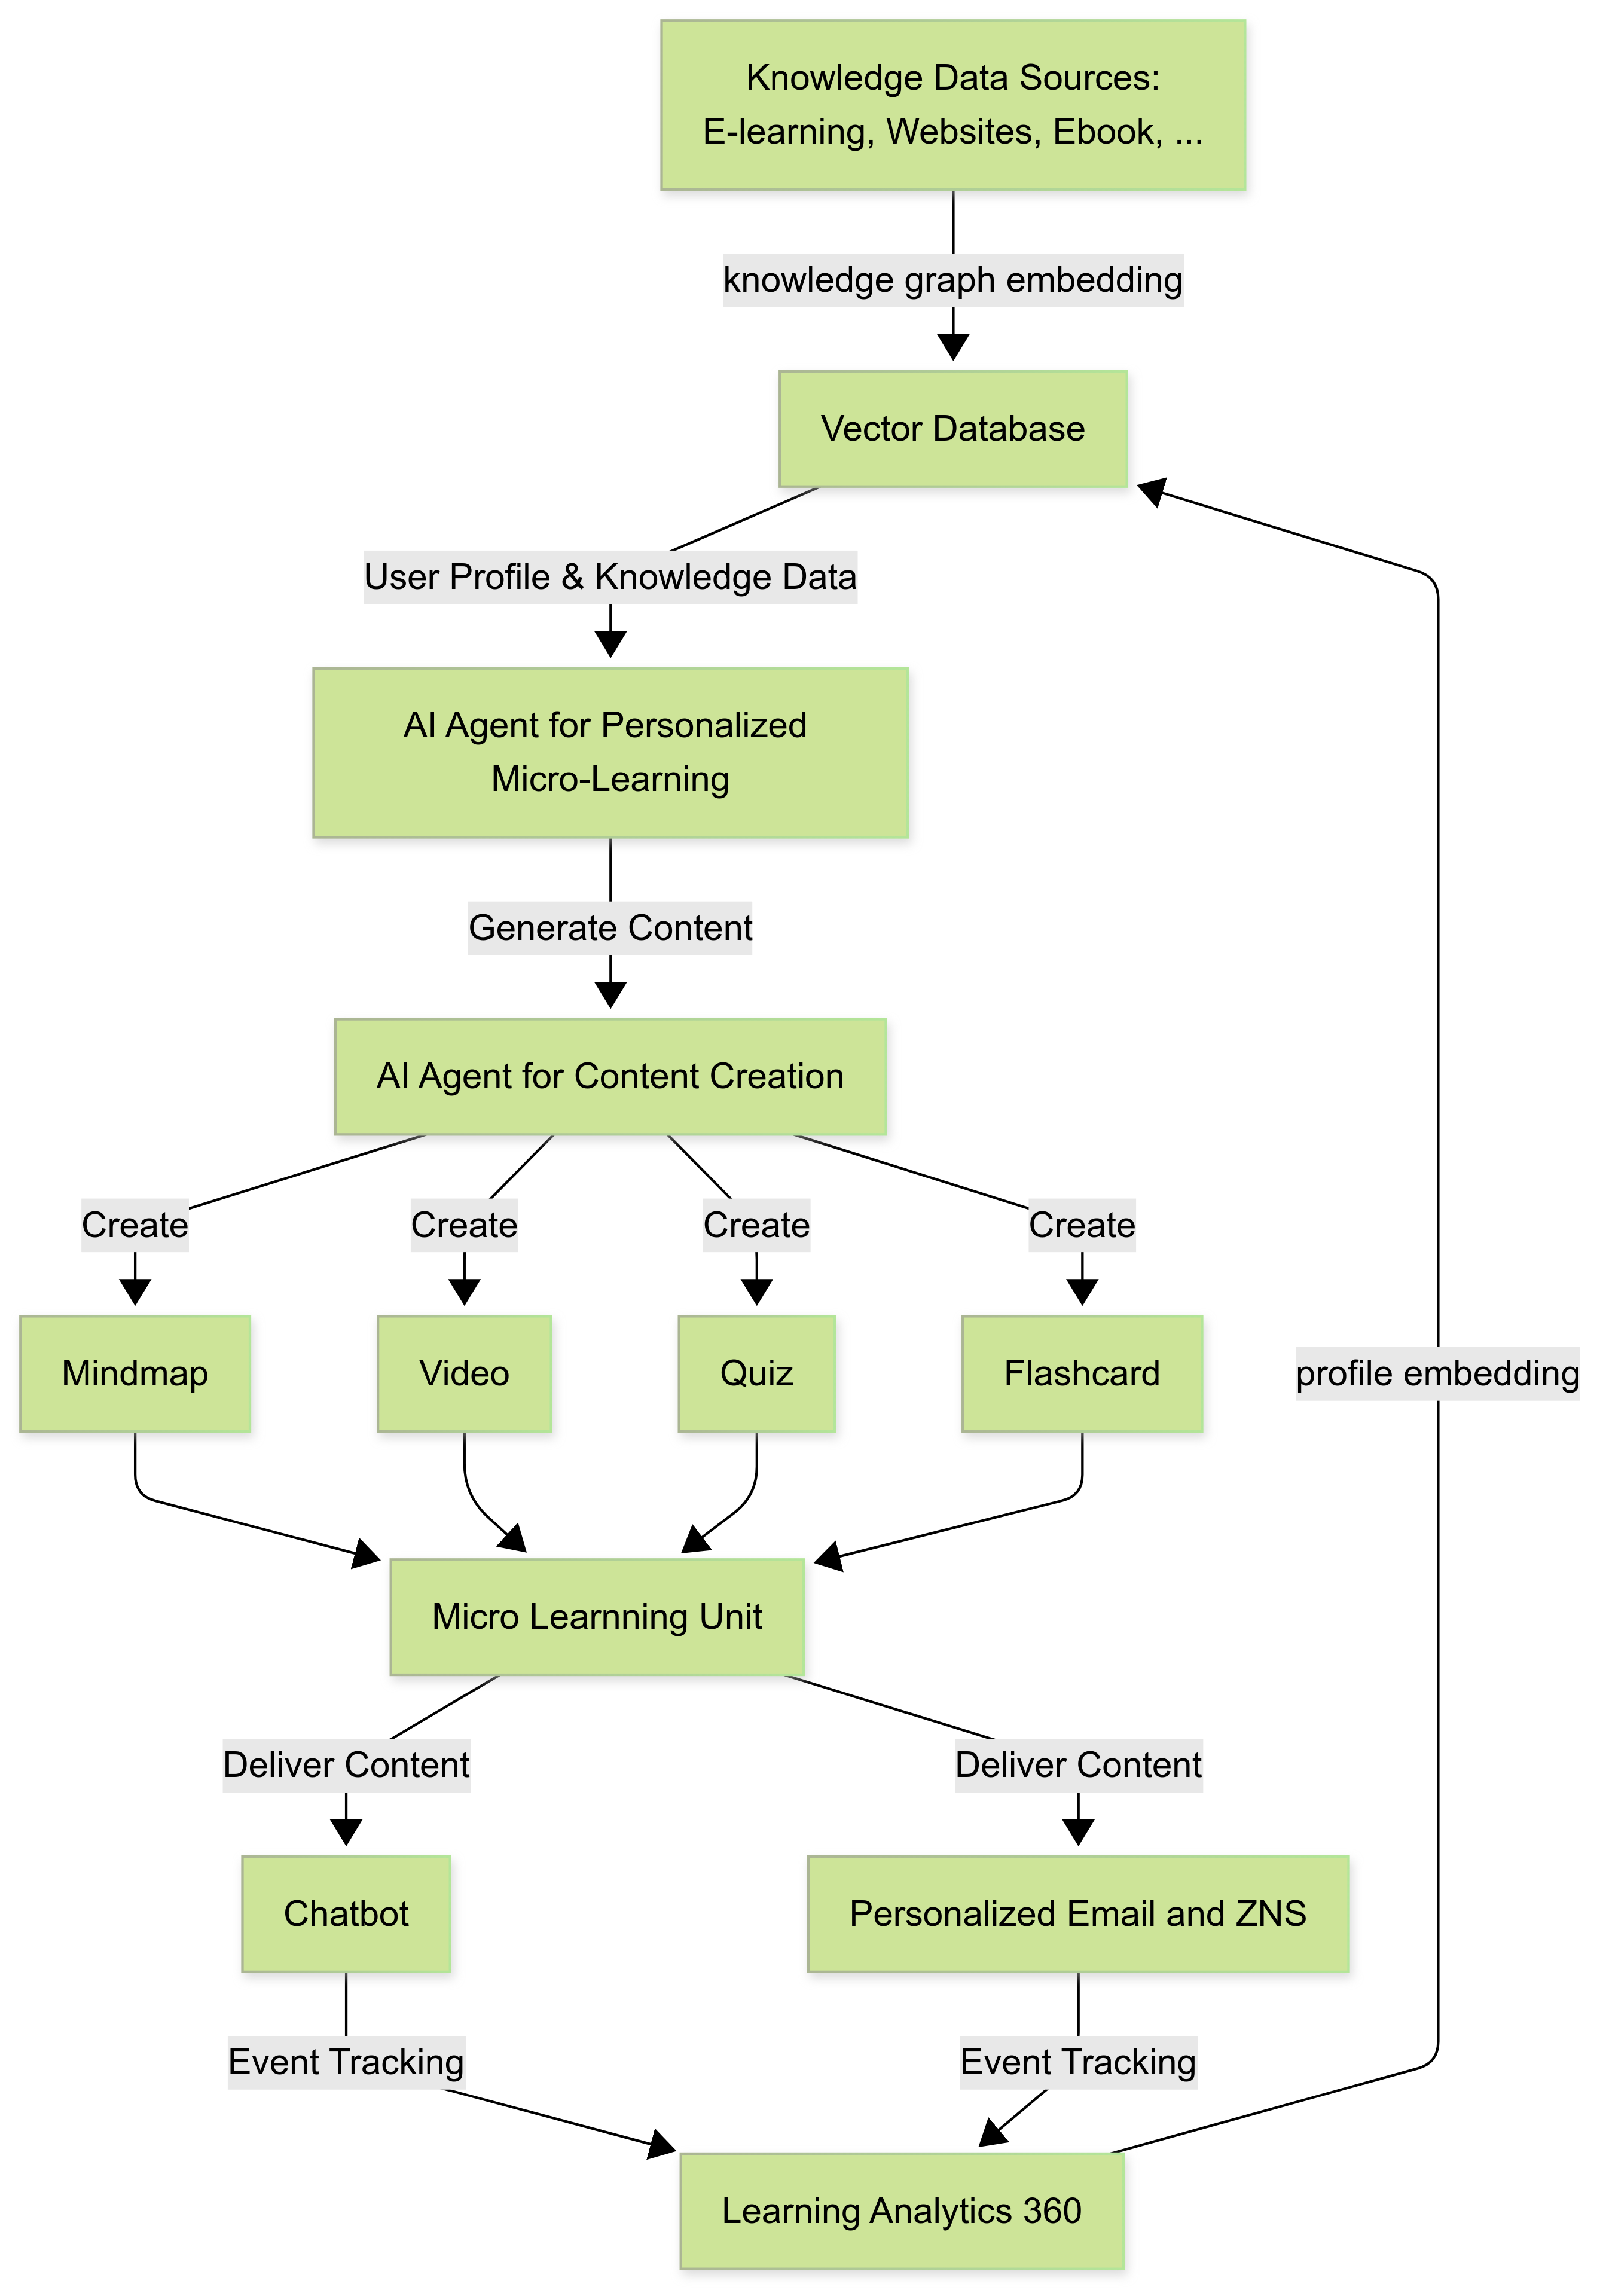 Knowledge Data Sources:
E-learning, Websites, Ebook, ...
knowledge graph embedding
Vector Database
User Profile & Knowledge Data
AI Agent for Personalized
Micro-Learning
Generate Content
AI Agent for Content Creation
Create
Create
Create
Create
Mindmap
Video
Quiz
Flashcard
profile embedding
Micro Learnning Unit
Deliver Content
Deliver Content
Chatbot
Personalized Email and ZNS
Event Tracking
Event Tracking
Learning Analytics 360